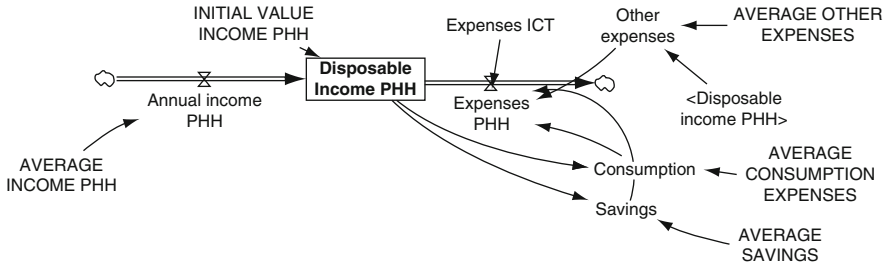 INITIAL VALUE
INCOME PHH
Expenses ICT
Other
expenses
AVERAGE OTHER
EXPENSES
Disposable
Income PHH
Annual income
PHH
Expenses
PHH
<Disposable
income PHH>
AVERAGE
INCOME PHH
Consumption
AVERAGE
CONSUMPTION
EXPENSES
Savings
AVERAGE
SAVINGS